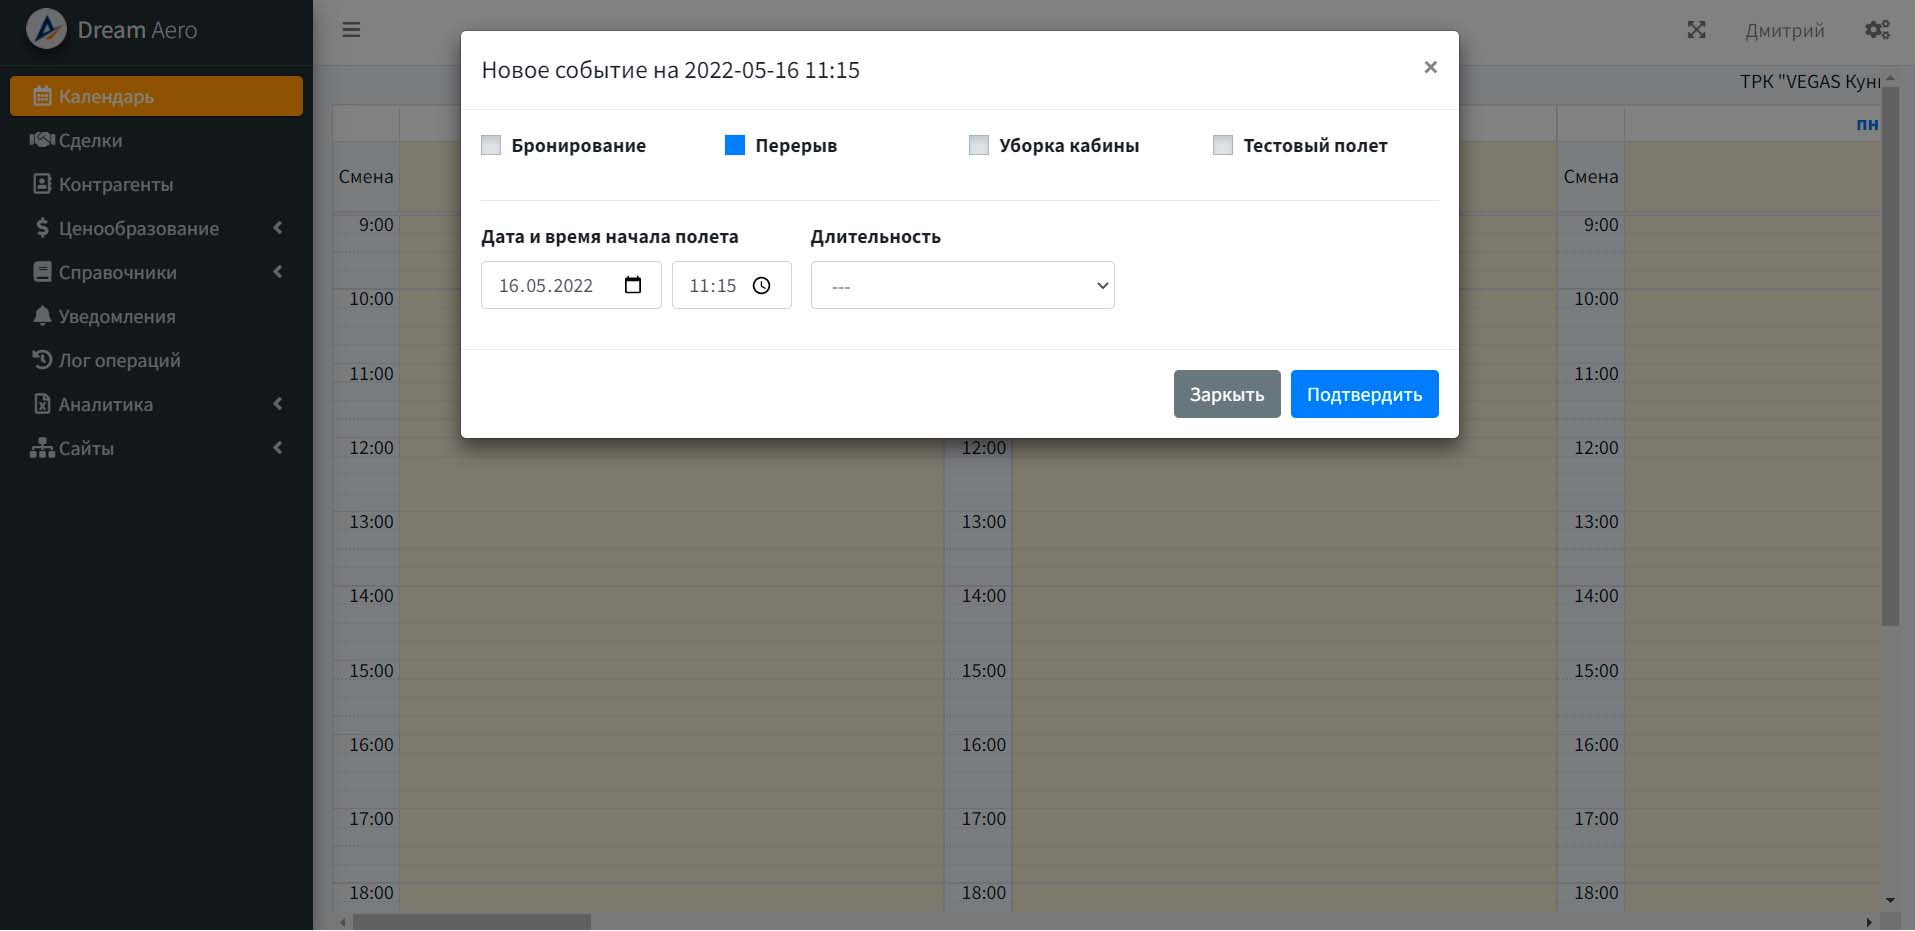 Dream Aero
Дмитрий
Календарь
Сделки
Контрагенты
Ценообразование
Справочники
Уведомления
Лог операций
Аналитика
Сайты
Новое событие на 2022-05-16 11:15
×
Бронирование
Перерыв
Уборка кабины
Тестовый полет
Дата и время начала полета
Длительность
16.05.2022
11:15
---
Заркыть
Подтвердить
ТРК "VEGAS Кун
пн
Смена
9:00
10:00
11:00
12:00
13:00
14:00
15:00
16:00
17:00
18:00
12:00
13:00
14:00
15:00
16:00
17:00
18:00
Смена
9:00
10:00
11:00
12:00
13:00
14:00
15:00
16:00
17:00
18:00